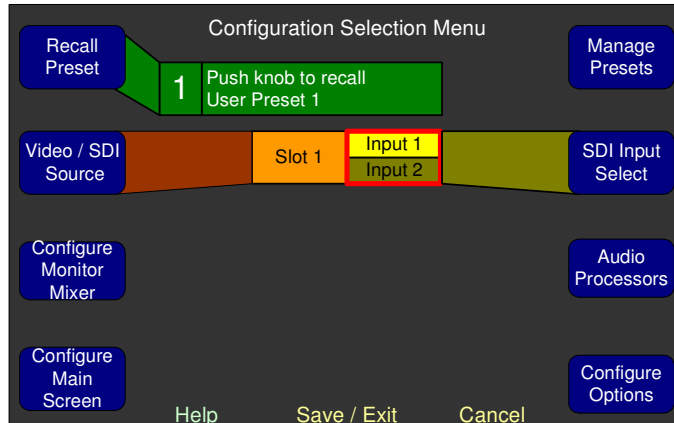 Configuration Selection Menu
Recall
Preset
1
Push knob to recall
User Preset 1
Manage
Presets
Video / SDI
Source
Slot 1
Input 1
Input 2
SDI Input
Select
Configure
Monitor
Mixer
Audio
Processors
Configure
Main
Screen
Configure
Options
Help
Save / Exit
Cancel